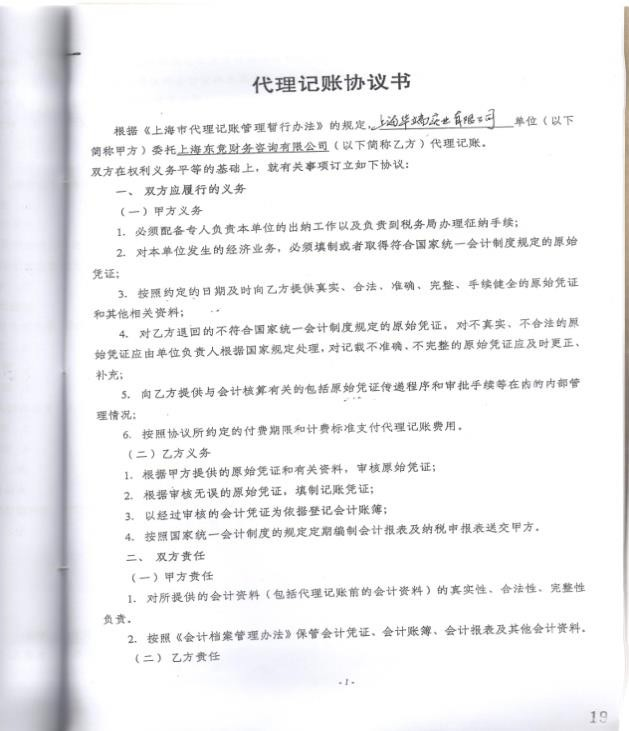 代理记账协议书
根据《上海市代理记账管理暂行办法》的规定,上海华 实业有限公司 单位（以下
简称甲方）委托上海东竞财务咨询有限公司（以下简称乙方）代理记账。
双方在权利义务平等的基础上，就有关事项订立如下协议：
一、 双方应履行的义务
（一）甲方义务
1. 必须配备专人负责本单位的出纳工作以及负责到税务局办理征纳手续；
2. 对本单位发生的经济业务，必须填制或者取得符合国家统一会计制度规定的原始
凭证；
3. 按照约定的日期及时向乙方提供真实、合法、准确、完整、手续健全的原始凭证
和其他相关资料；
4. 对乙方退回的不符合国家统一会计制度规定的原始凭证，对不真实、不合法的原
始凭证应由单位负责人根据国家规定处理，对记载不准确、不完整的原始凭证应及时更正、
补充；
5. 向乙方提供与会计核算有关的包括原始凭证传递程序和审批手续等在内的内部管
理情况；
6. 按照协议所约定的付费期限和计费标准支付代理记账费用。
（二）乙方义务
1. 根据甲方提供的原始凭证和有关资料，审核原始凭证；
2. 根据审核无误的原始凭证，填制记账凭证；
3. 以经过审核的会计凭证为依据登记会计账簿；
4. 按照国家统一会计制度的规定定期编制会计报表及纳税申报表送交甲方。
二、 双方责任
（一）甲方责任
1. 对所提供的会计资料（包括代理记账前的会计资料）的真实性、合法性、完整性
负责。
2. 按照《会计档案管理办法》保管会计凭证、会计账簿、会计报表及其他会计资料。
（二） 乙方责任
-1-
19